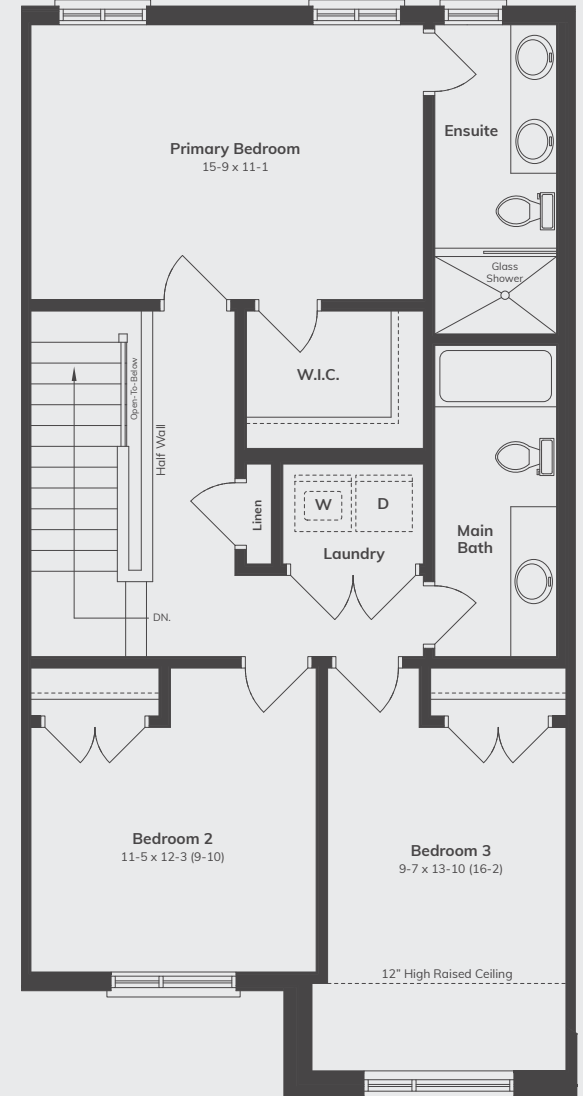 Primary Bedroom
15-9 x 11-1
Ensuite
Glass
Shower
W.I.C.
Open-To-Below
Half Wall
Linen
W
D
Laundry
Main
Bath
DN.
Bedroom 2
11-5 x 12-3 (9-10)
Bedroom 3
9-7 x 13-10 (16-2)
12” High Raised Ceiling